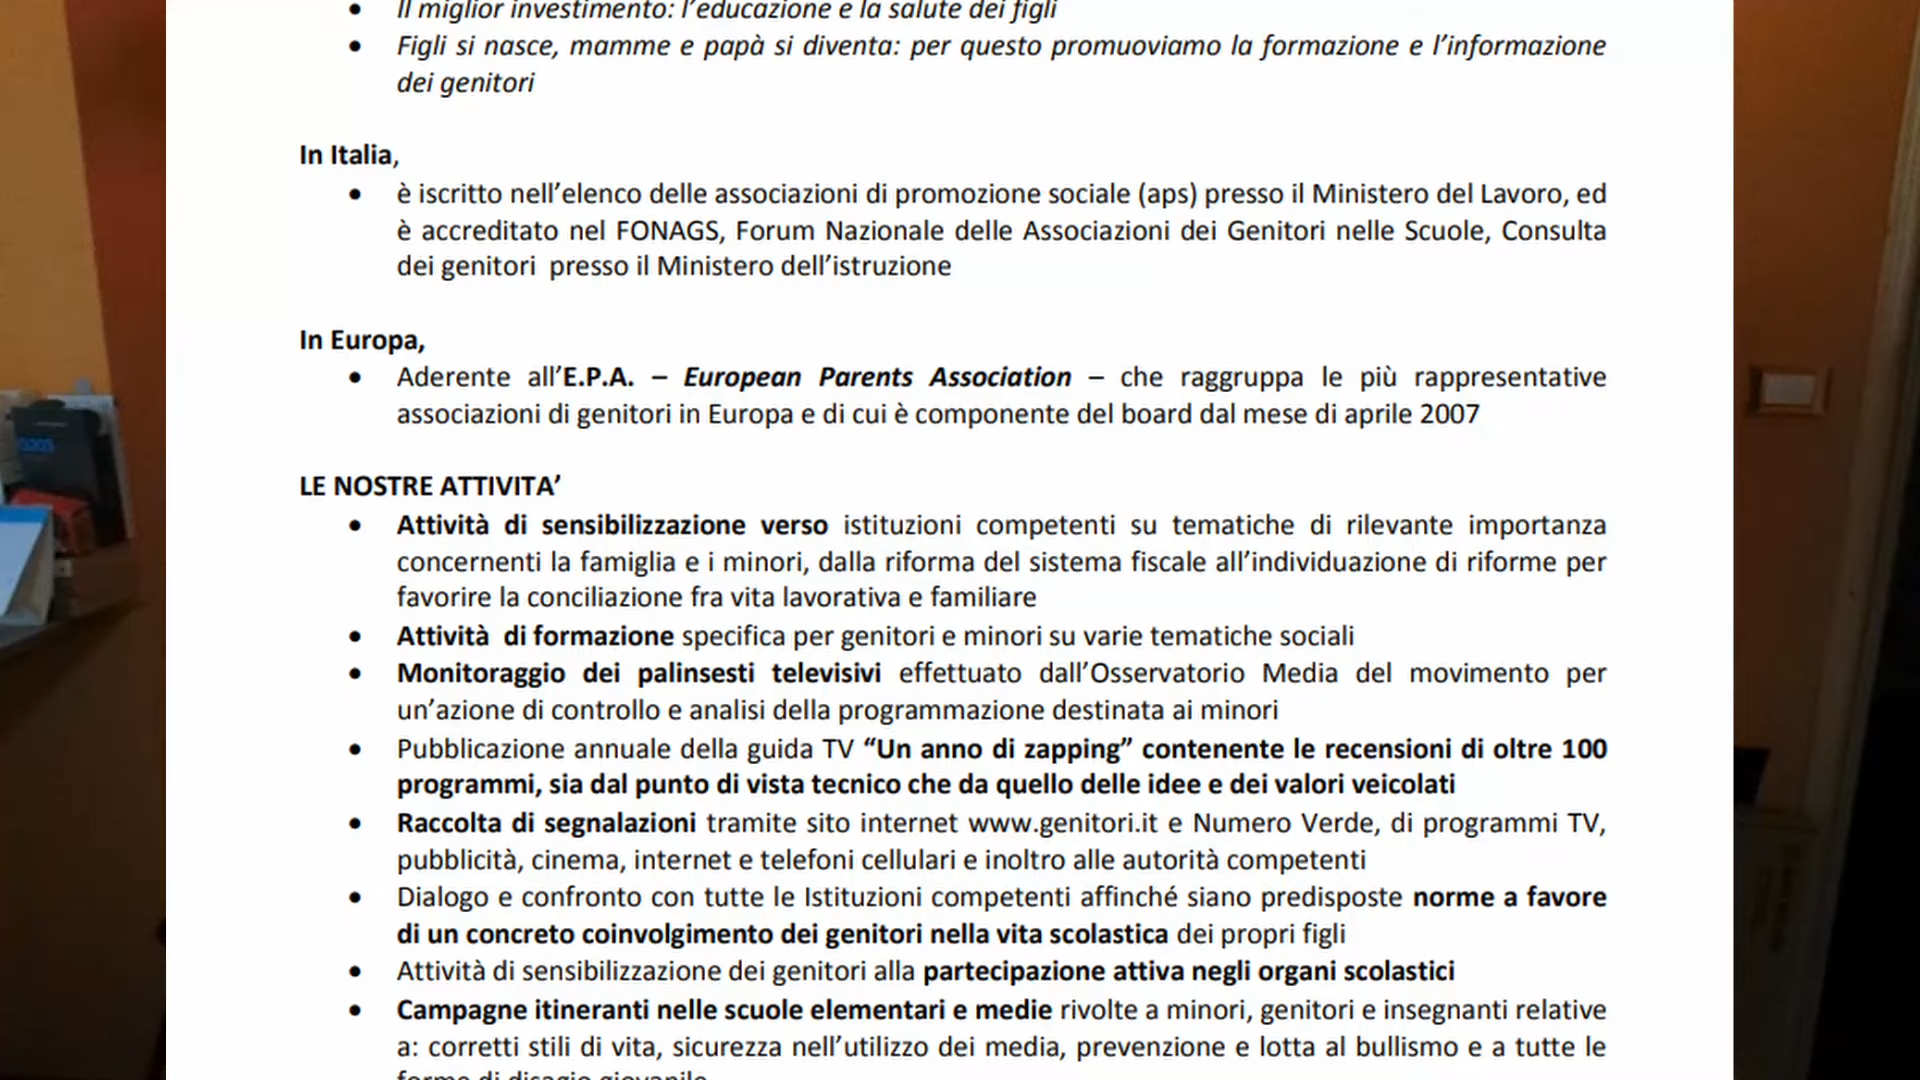 • Il miglior investimento: l’educazione e la salute dei figli
• Figli si nasce, mamme e papà si diventa: per questo promuoviamo la formazione e l’informazione
dei genitori
In Italia,
• è iscritto nell’elenco delle associazioni di promozione sociale (aps) presso il Ministero del Lavoro, ed
è accreditato nel FONAGS, Forum Nazionale delle Associazioni dei Genitori nelle Scuole, Consulta
dei genitori  presso il Ministero dell’istruzione
In Europa,
• Aderente all’E.P.A. – European Parents Association – che raggruppa le più rappresentative
associazioni di genitori in Europa e di cui è componente del board dal mese di aprile 2007
LE NOSTRE ATTIVITA’
• Attività di sensibilizzazione verso istituzioni competenti su tematiche di rilevante importanza
concernenti la famiglia e i minori, dalla riforma del sistema fiscale all’individuazione di riforme per
favorire la conciliazione fra vita lavorativa e familiare
• Attività  di formazione specifica per genitori e minori su varie tematiche sociali
• Monitoraggio dei palinsesti televisivi effettuato dall’Osservatorio Media del movimento per
un’azione di controllo e analisi della programmazione destinata ai minori
• Pubblicazione annuale della guida TV “Un anno di zapping” contenente le recensioni di oltre 100
programmi, sia dal punto di vista tecnico che da quello delle idee e dei valori veicolati
• Raccolta di segnalazioni tramite sito internet www.genitori.it e Numero Verde, di programmi TV,
pubblicità, cinema, internet e telefoni cellulari e inoltro alle autorità competenti
• Dialogo e confronto con tutte le Istituzioni competenti affinché siano predisposte norme a favore
di un concreto coinvolgimento dei genitori nella vita scolastica dei propri figli
• Attività di sensibilizzazione dei genitori alla partecipazione attiva negli organi scolastici
• Campagne itineranti nelle scuole elementari e medie rivolte a minori, genitori e insegnanti relative
a: corretti stili di vita, sicurezza nell’utilizzo dei media, prevenzione e lotta al bullismo e a tutte le
forme di disagio giovanile